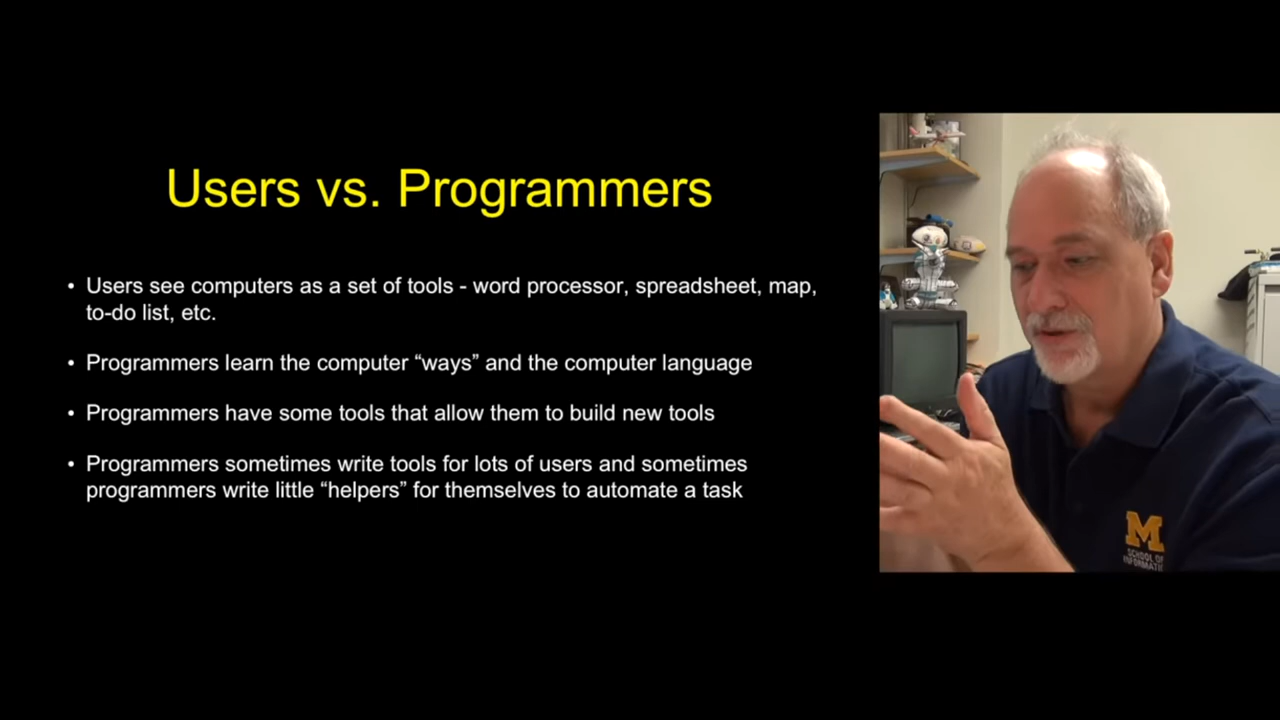 Users vs. Programmers
• Users see computers as a set of tools - word processor, spreadsheet, map,
to-do list, etc.
• Programmers learn the computer “ways” and the computer language
• Programmers have some tools that allow them to build new tools
• Programmers sometimes write tools for lots of users and sometimes
programmers write little “helpers” for themselves to automate a task
M
SCHOOL OF